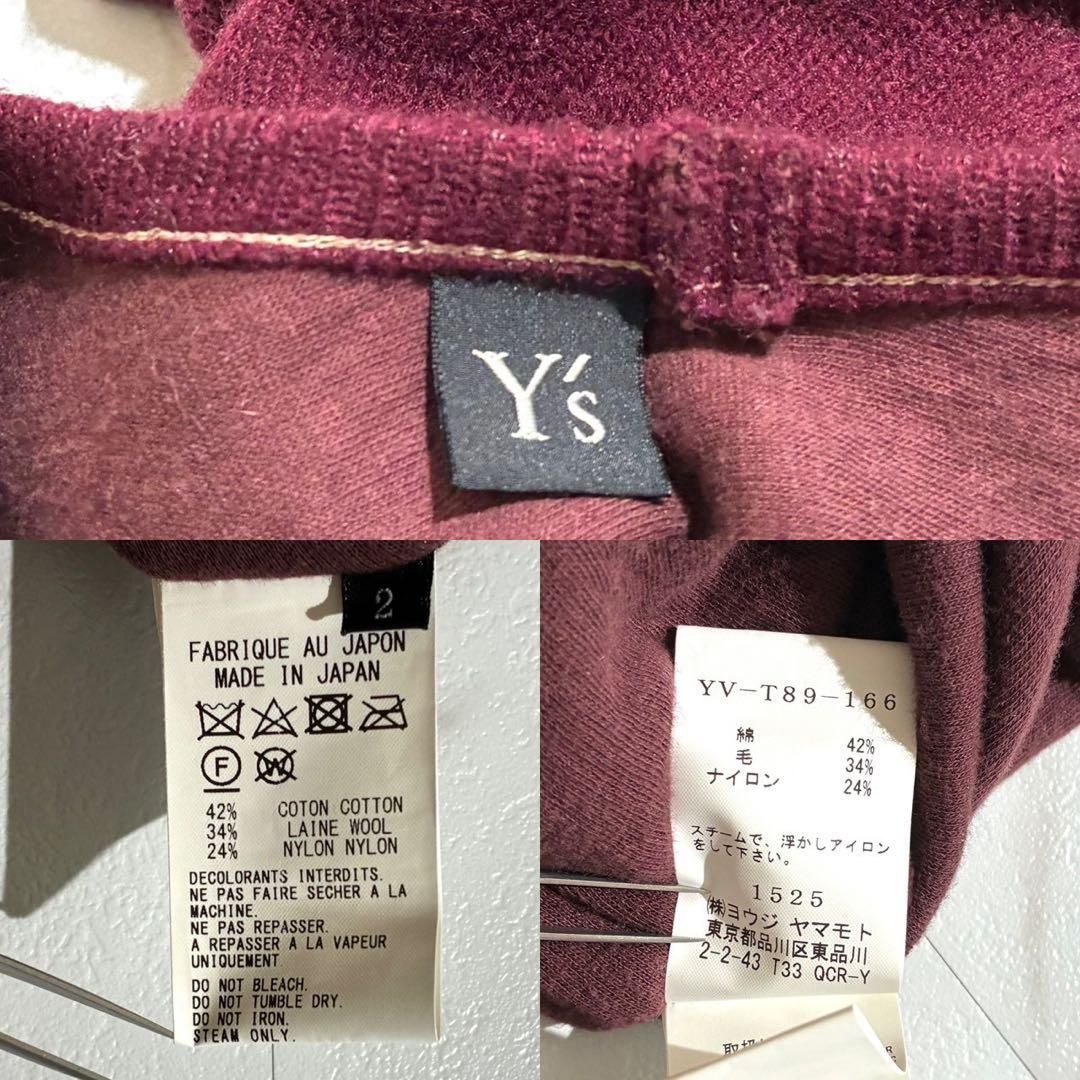 Y's
2
FABRIQUE AU JAPON
MADE IN JAPAN
F W
42% COTON COTTON
34% LAINE WOOL
24% NYLON NYLON
DECOLORANTS INTERDITS.
NE PAS FAIRE SECHER A LA
MACHINE.
NE PAS REPASSER.
A REPASSER A LA VAPEUR
UNIQUEMENT
DO NOT BLEACH.
DO NOT TUMBLE DRY.
DO NOT IRON.
STEAM ONLY.
YV-T89-166
綿 42%
毛 34%
ナイロン 24%
スチームで、浮かしアイロン
をして下さい。
1525
㈱ヨウジ ヤマモト
東京都品川区東品川
2-2-43 T33 QCR-Y
取扱